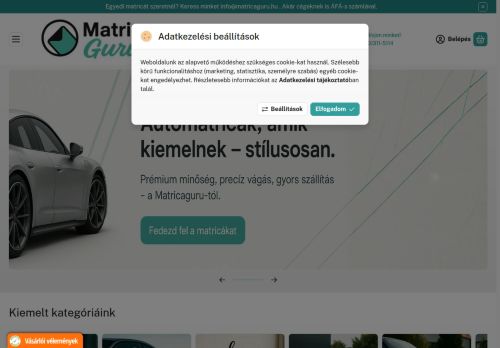 Egyedi matricát szeretnél? Keress minket info@matricaguru.hu . Akár cégeknek is ÁFÁ-s számlával.
Matric
Guru
Belépés
Adatkezelési beállítások
Weboldalunk az alapvető működéshez szükséges cookie-kat használ. Szélesebb
körű funkcionalitáshoz (marketing, statisztika, személyre szabás) egyéb cookie-
kat engedélyezhet. Részletesebb információkat az Adatkezelési tájékoztatóban
talál.
Beállítások
Elfogadom
Autómatricák, amik
kiemelnek – stílusosan.
Prémium minőség, precíz vágás, gyors szállítás
– a Matricaguru-tól.
Fedezd fel a matricákat
Kiemelt kategóriáink
Vásárlói vélemények